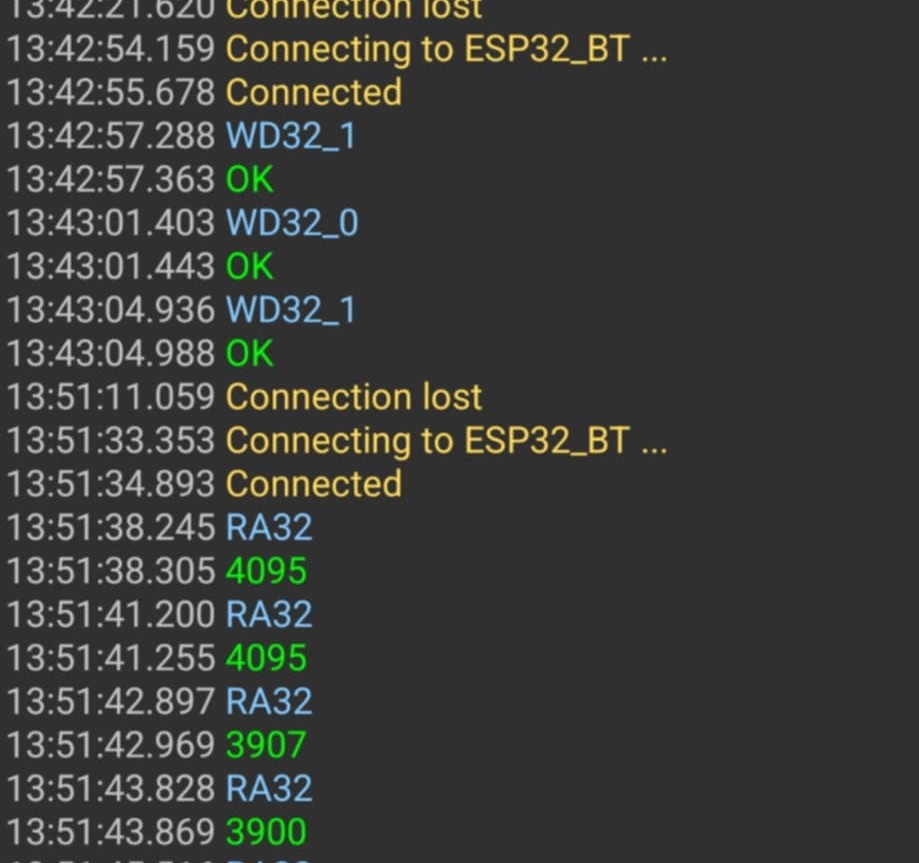 13:42:21.620 Connection lost
13:42:54.159 Connecting to ESP32_BT ...
13:42:55.678 Connected
13:42:57.288 WD32_1
13:42:57.363 OK
13:43:01.403 WD32_0
13:43:01.443 OK
13:43:04.936 WD32_1
13:43:04.988 OK
13:51:11.059 Connection lost
13:51:33.353 Connecting to ESP32_BT ...
13:51:34.893 Connected
13:51:38.245 RA32
13:51:38.305 4095
13:51:41.200 RA32
13:51:41.255 4095
13:51:42.897 RA32
13:51:42.969 3907
13:51:43.828 RA32
13:51:43.869 3900